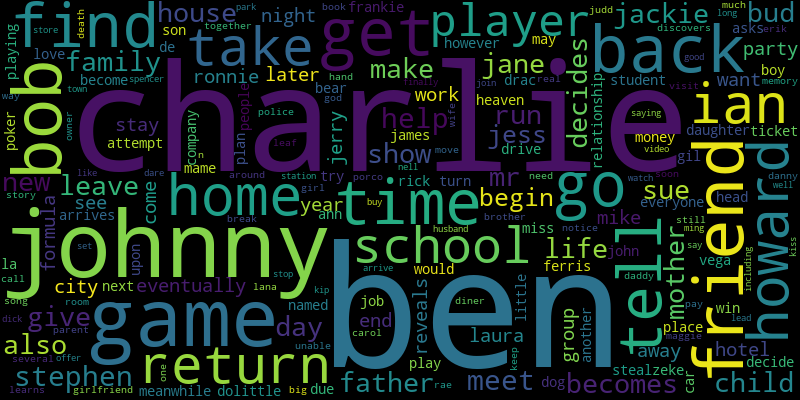 find
take
get
player
back
charlie
bob
house
night
frankie
together
park
book
death
store
however
may
bud
asks
judd
discovers
much
long
erik
jackie
party
playing
son
de
love
family
become
spencer
ronnie
later
make
jane
drac
decides
student
boy
good
memory
want
poker
way
town
owner
stay
attempt
company
hand
bear
god
people
police
plan
finally
work
help
join
heaven
real
run
jess
relationship
ian
daughter
ticket
money
video
visit
saying
james
wife
move
drive
gil
soon
danny
well
new
story
like
dare
mame
n
leaf
jerry
show
mr
nell
rick
turn
need
sue
watch
everyone
leave
see
come
around
station
try
porco
girl
home
time
begin
go
friend
howard
johnny
formula
arrives
year
ahh
buy
brother
notice
mike
still
head
ming
school
life
miss
john
tell
mother
say
la
call
set
upon
break
husband
would
ferris
daddy
vega
including
kiss
city
next
eventually
stop
lana
arrive
ben
game
song
room
kip
job
diner
little
named
pay
win
give
day
end
carol
reveals
laura
group
another
place
lead
also
dick
parent
unable
maggie
away
hotel
several
offer
return
one
play
keep
steal
zeke
car
decide
stephen
learns
girlfriend
meanwhile
dolittle
big
due
father
rae
meet
dog
becomes
child